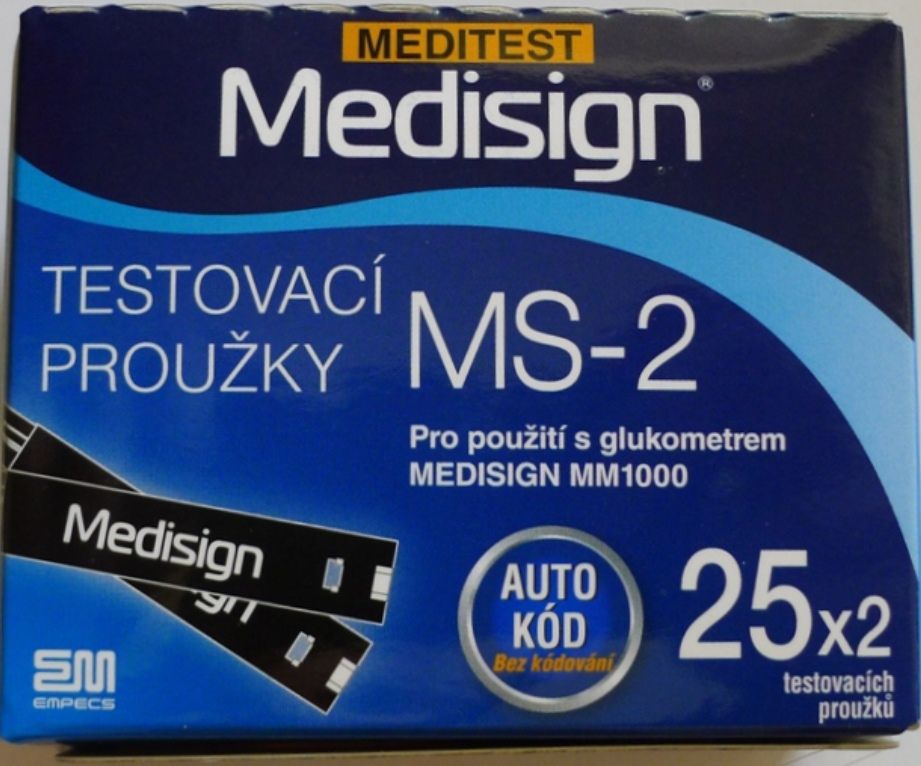 MEDITEST
Medisign®
TESTOVACÍ
PROUŽKY
MS-2
Pro použití s glukometrem
MEDISIGN MM1000
Medisign
sign
AUTO
KÓD
Bez kódování
25x2
testovacích
proužků
EMPECS